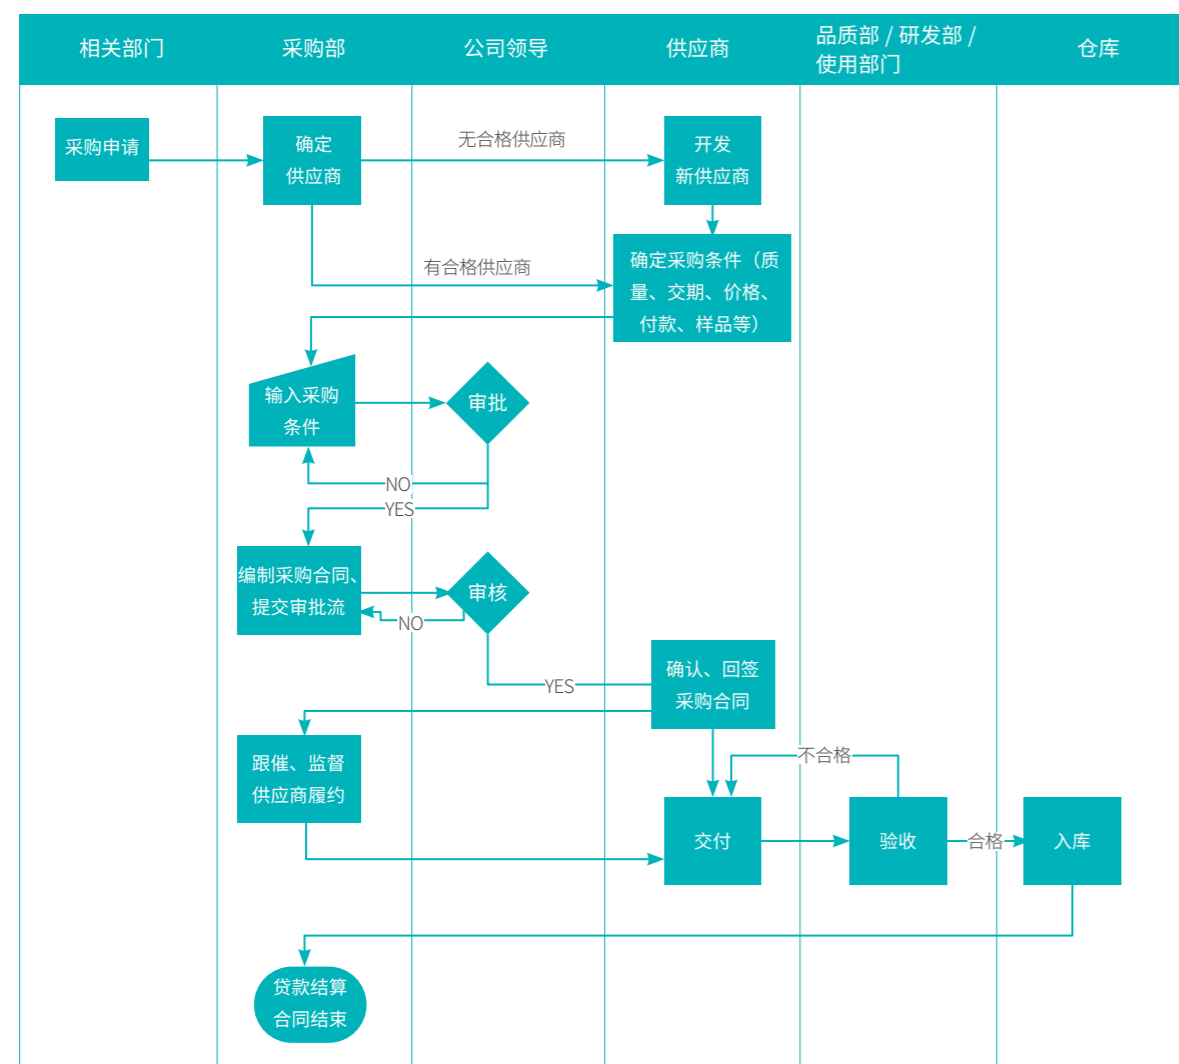 相关部门
采购部
公司领导
供应商
品质部 / 研发部 /
使用部门
仓库
采购申请
确定
供应商
无合格供应商
开发
新供应商
有合格供应商
确定采购条件（质
量、交期、价格、
付款、样品等）
输入采购
条件
审批
NO
YES
编制采购合同、
提交审批流
审核
NO
YES
确认、回签
采购合同
跟催、监督
供应商履约
不合格
交付
验收
合格
入库
贷款结算
合同结束